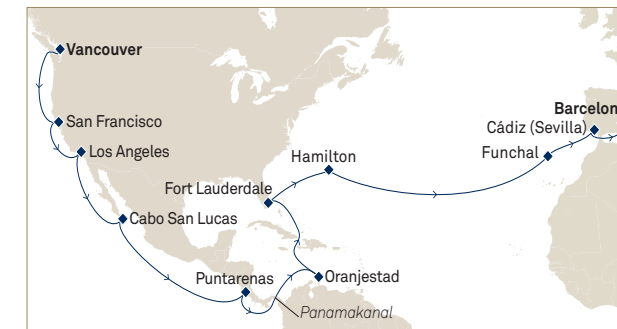 Vancouver
San Francisco
Los Angeles
Cabo San Lucas
Puntarenas
Panamakanal
Oranjestad
Fort Lauderdale
Hamilton
Funchal
Cádiz (Sevilla)
Barcelon